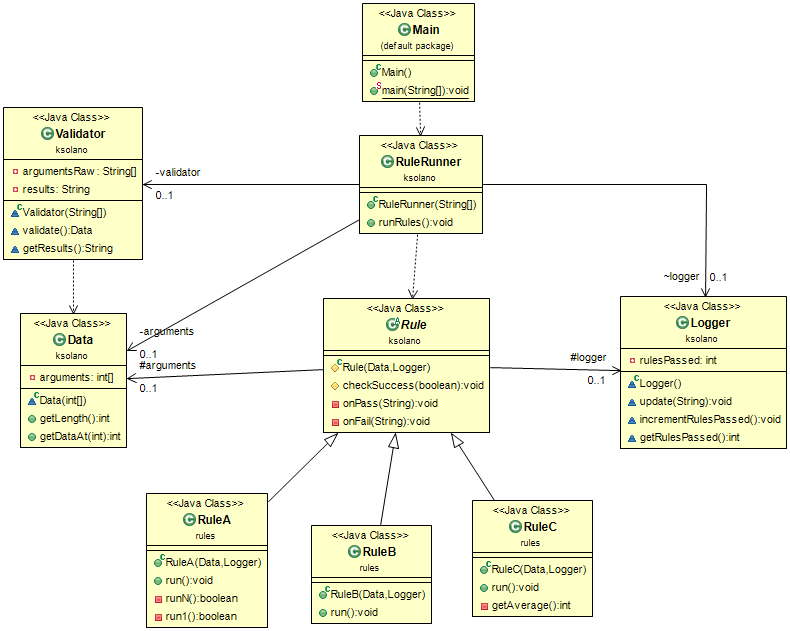 <<Java Class>>
Main
(default package)
Main()
main(String[]):void
<<Java Class>>
Validator
ksolano
argumentsRaw : String[]
results: String
Validator(String[])
validate():Data
getResults():String
-validator
0..1
<<Java Class>>
RuleRunner
ksolano
RuleRunner(String[])
runRules():void
~logger
0..1
-arguments
0..1
#arguments
0..1
<<Java Class>>
Data
ksolano
arguments: int[]
Data(int[])
getLength():int
getDataAt(int):int
<<Java Class>>
Rule
ksolano
Rule(Data,Logger)
checkSuccess(boolean):void
onPass(String):void
onFail(String):void
#logger
0..1
<<Java Class>>
Logger
ksolano
rulesPassed: int
Logger()
update(String):void
incrementRulesPassed():void
getRulesPassed():int
<<Java Class>>
RuleA
rules
RuleA(Data,Logger)
run():void
runN():boolean
run1():boolean
<<Java Class>>
RuleB
rules
RuleB(Data,Logger)
run():void
<<Java Class>>
RuleC
rules
RuleC(Data,Logger)
run():void
getAverage():int